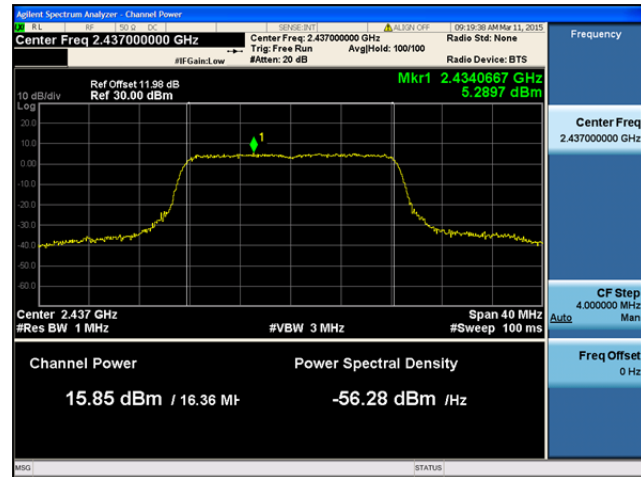 Agilent Spectrum Analyzer - Channel Power
RL RF 50 Ω DC SENSE:INT ALIGN OFF 09:19:38 AM Mar 11, 2015
Center Freq 2.437000000 GHz Center Freq: 2.437000000 GHz Radio Std: None
Trig: Free Run Avg|Hold: 100/100
#IFGain:Low #Atten: 20 dB Radio Device: BTS
Mkr1 2.4340667 GHz
Ref Offset 11.98 dB
10 dB/div Ref 30.00 dBm 5.2897 dBm
Log
20.0
1
10.0
0.00
-10.0
-20.0
-30.0
-40.0
-50.0
-60.0
Center 2.437 GHz Span 40 MHz
#Res BW 1 MHz #VBW 3 MHz #Sweep 100 ms
Channel Power Power Spectral Density
15.85 dBm / 16.36 MH -56.28 dBm /Hz
MSG STATUS
Frequency
Center Freq
2.437000000 GHz
CF Step
4.000000 MHz
Auto Man
Freq Offset
0 Hz